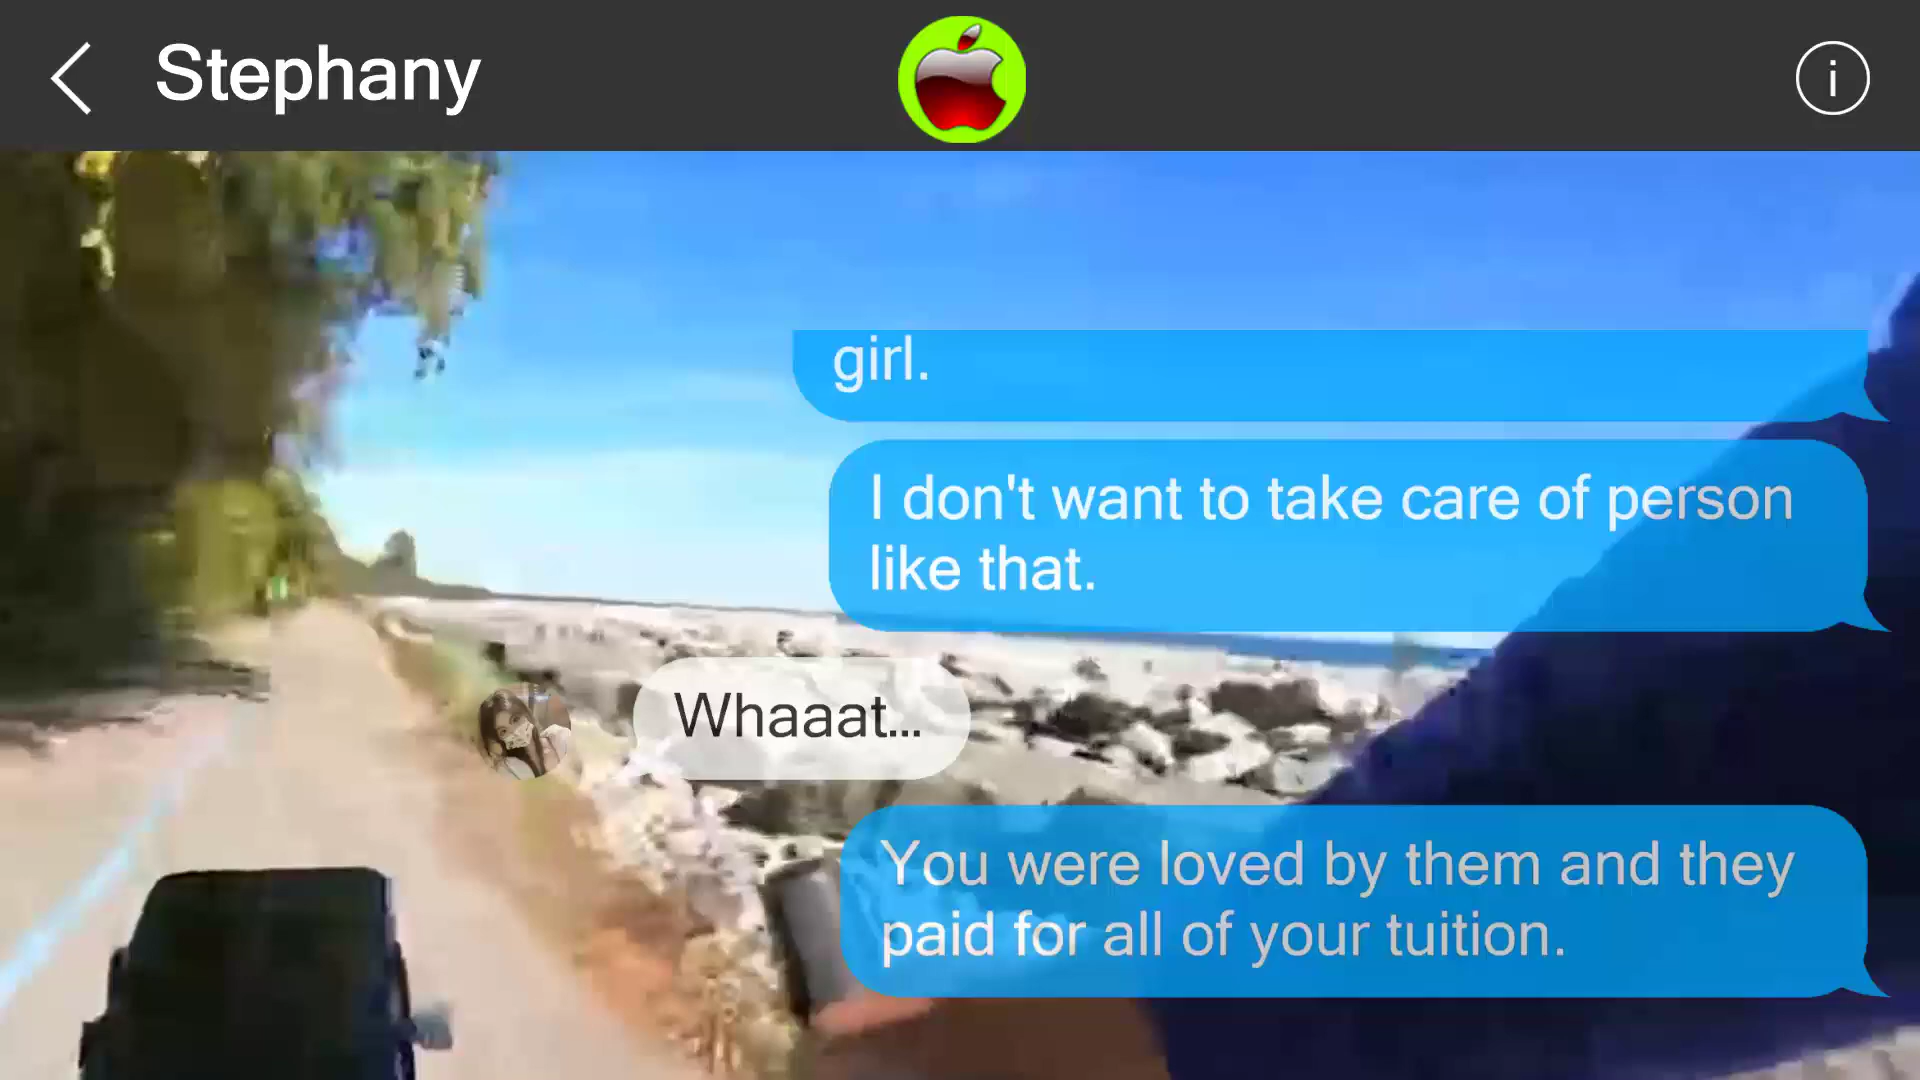 Stephany
i
girl.
I don't want to take care of person
like that.
Whaaat...
You were loved by them and they
paid for all of your tuition.